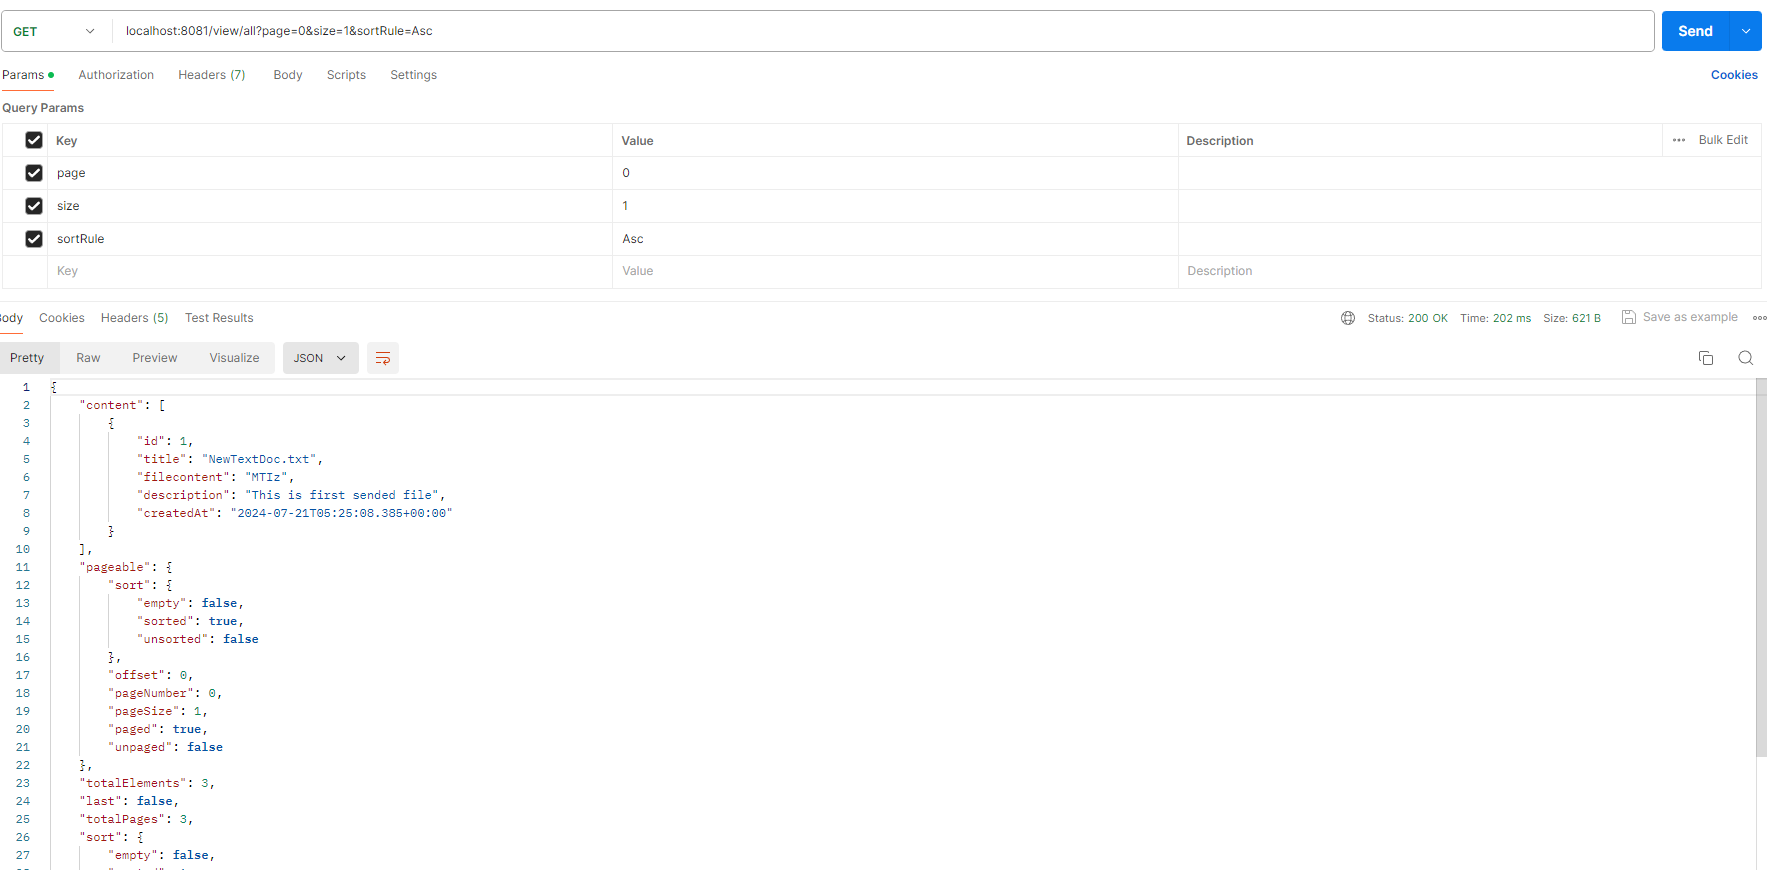 GET localhost:8081/view/all?page=0&size=1&sortRule=Asc Send
Params Authorization Headers (7) Body Scripts Settings Cookies
Query Params
Key Value Description ••• Bulk Edit
page 0
size 1
sortRule Asc
Key Value Description
Body Cookies Headers (5) Test Results Status: 200 OK Time: 202 ms Size: 621 B Save as example
Pretty Raw Preview Visualize JSON
1 {
2 "content": [
3 {
4 "id": 1,
5 "title": "NewTextDoc.txt",
6 "filecontent": "MTIz",
7 "description": "This is first sended file",
8 "createdAt": "2024-07-21T05:25:08.385+00:00"
9 }
10 ],
11 "pageable": {
12 "sort": {
13 "empty": false,
14 "sorted": true,
15 "unsorted": false
16 },
17 "offset": 0,
18 "pageNumber": 0,
19 "pageSize": 1,
20 "paged": true,
21 "unpaged": false
22 },
23 "totalElements": 3,
24 "last": false,
25 "totalPages": 3,
26 "sort": {
27 "empty": false,